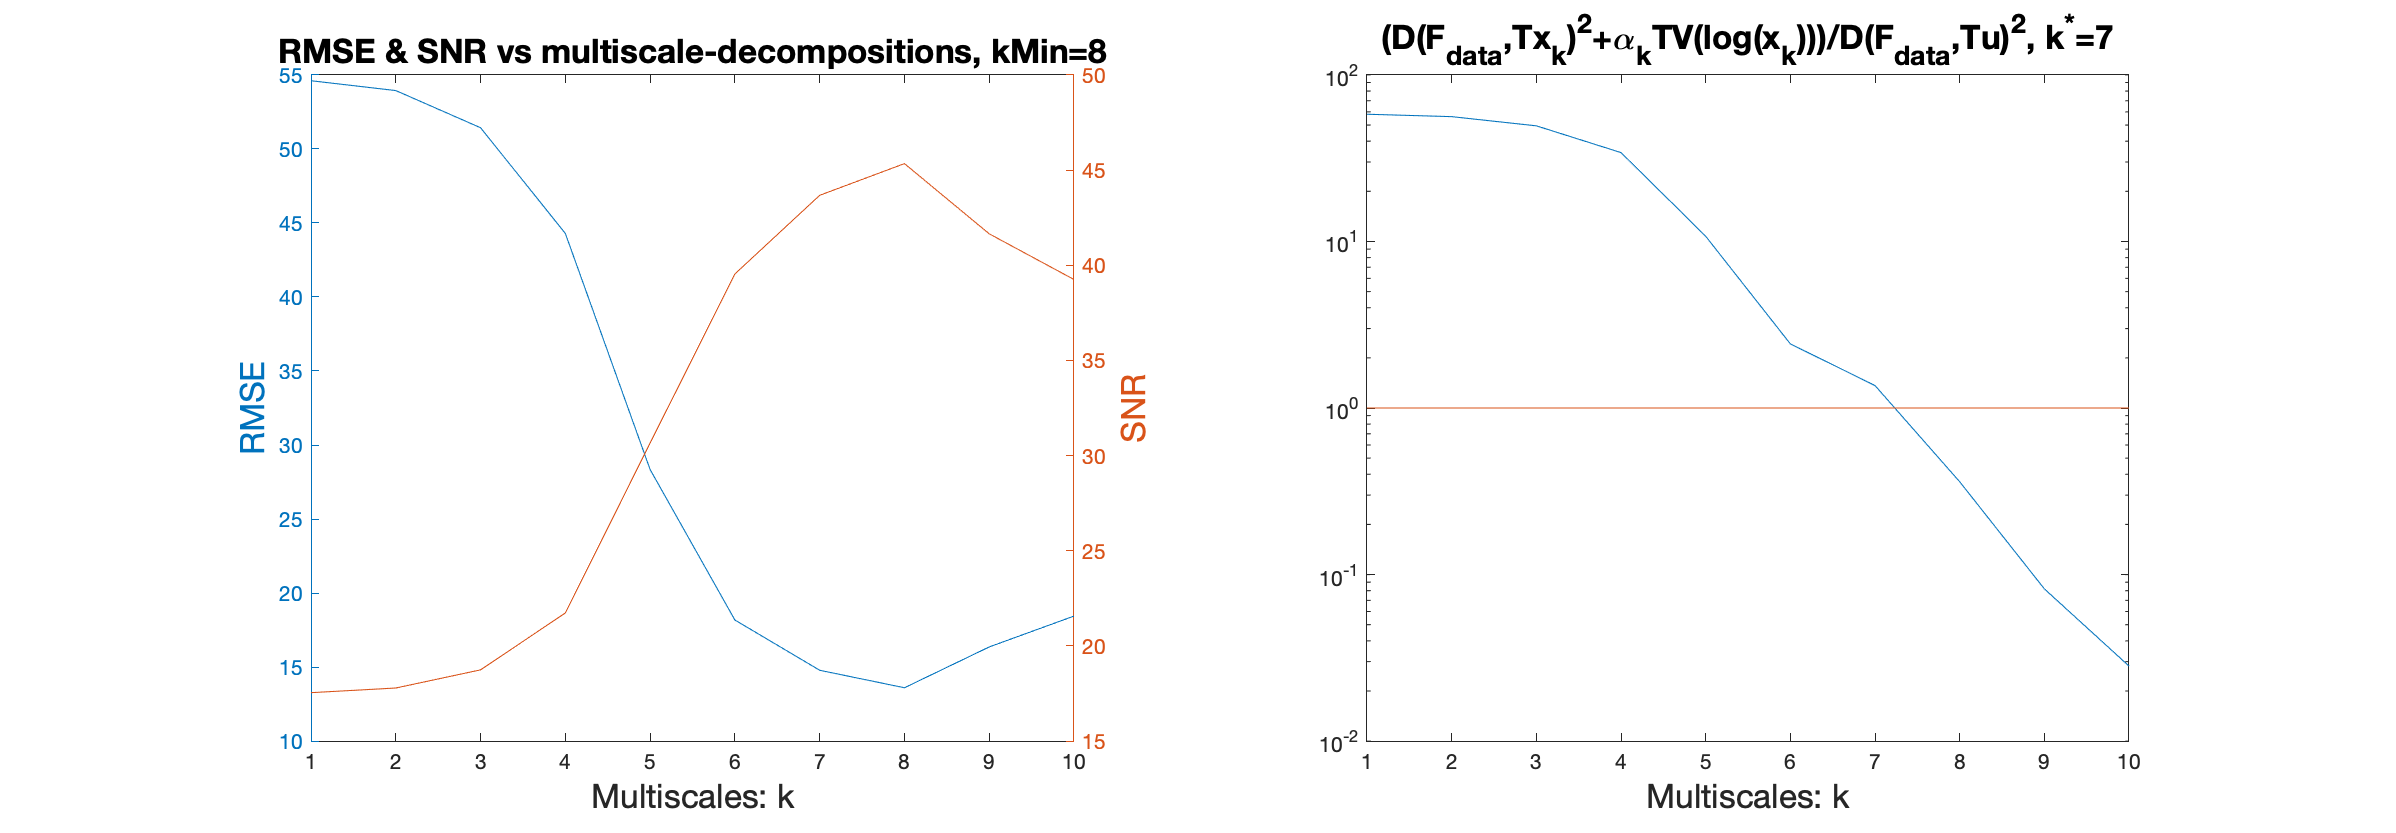 RMSE & SNR vs multiscale-decompositions, kMin=8
55
50
45
40
35
30
25
20
15
10
RMSE
50
45
40
35
30
25
20
15
SNR
1 2 3 4 5 6 7 8 9 10
Multiscales: k
(D(F_data,Tx_k)^2+α_kTV(log(x_k)))/D(F_data,Tu)^2, k^*=7
10^2
10^1
10^0
10^-1
10^-2
1 2 3 4 5 6 7 8 9 10
Multiscales: k